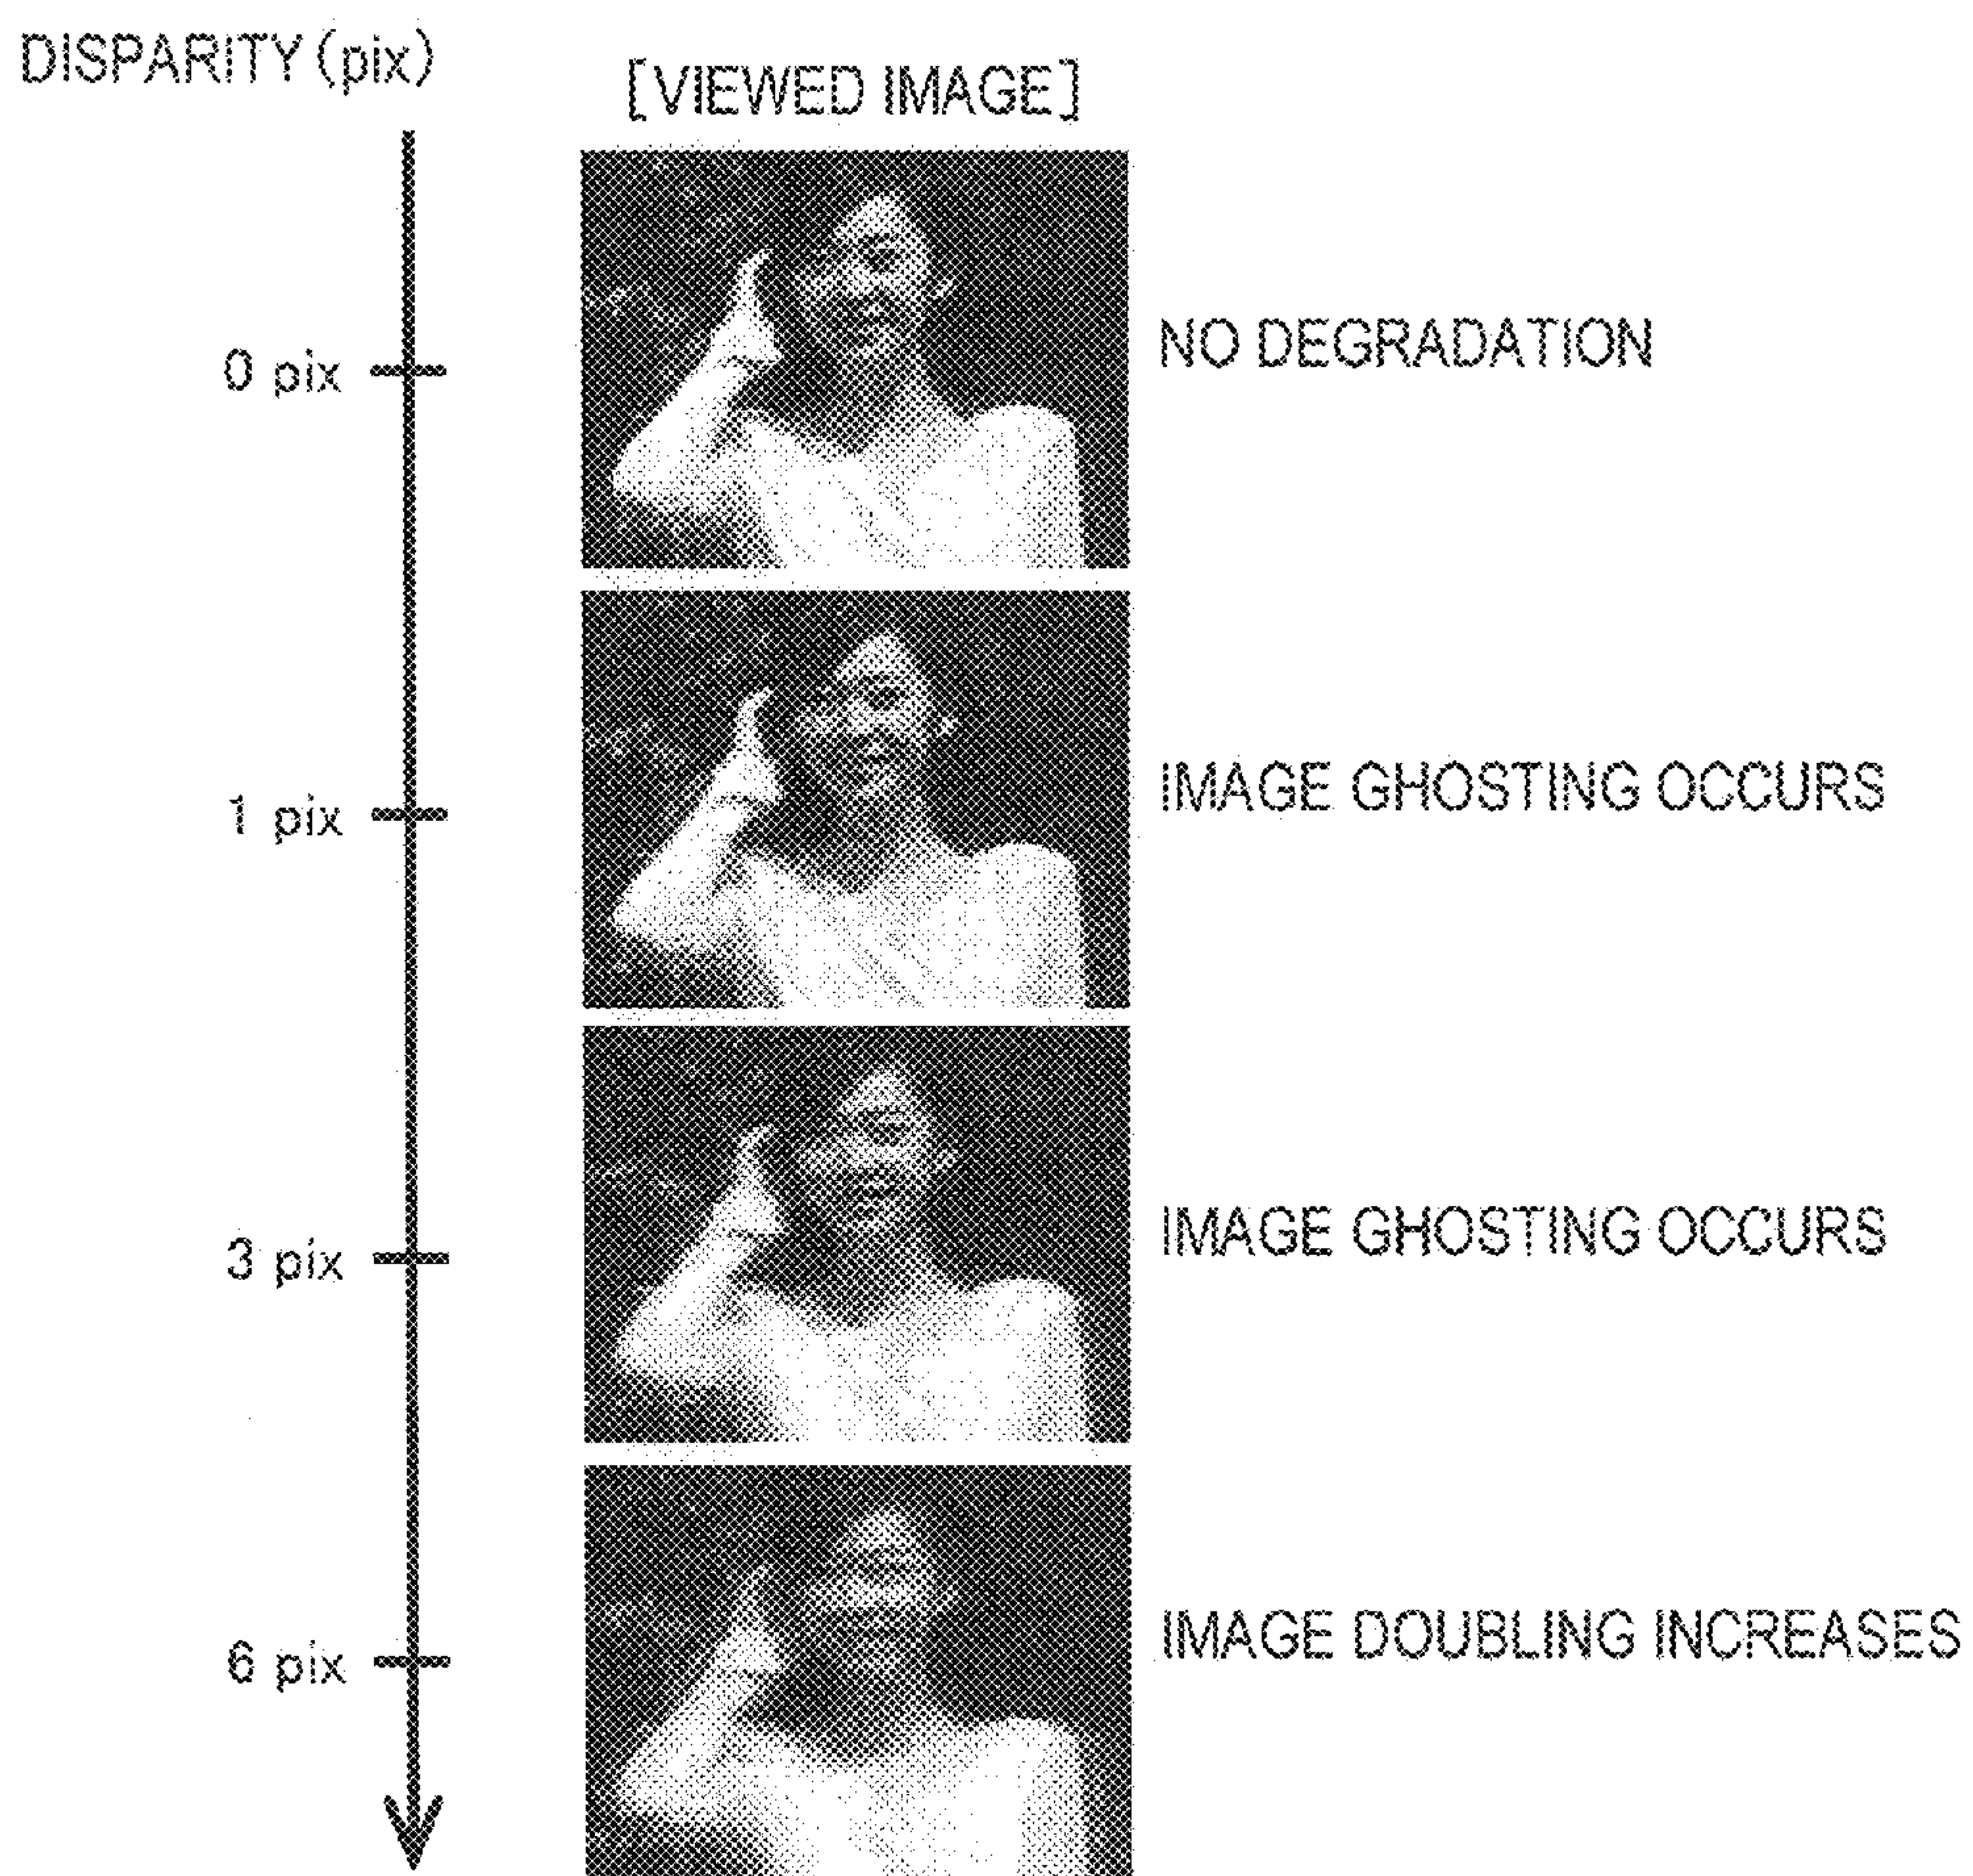 DISPARITY (pix)
[VIEWED IMAGE]
0 pix
NO DEGRADATION
1 pix
IMAGE GHOSTING OCCURS
3 pix
IMAGE GHOSTING OCCURS
6 pix
IMAGE DOUBLING INCREASES